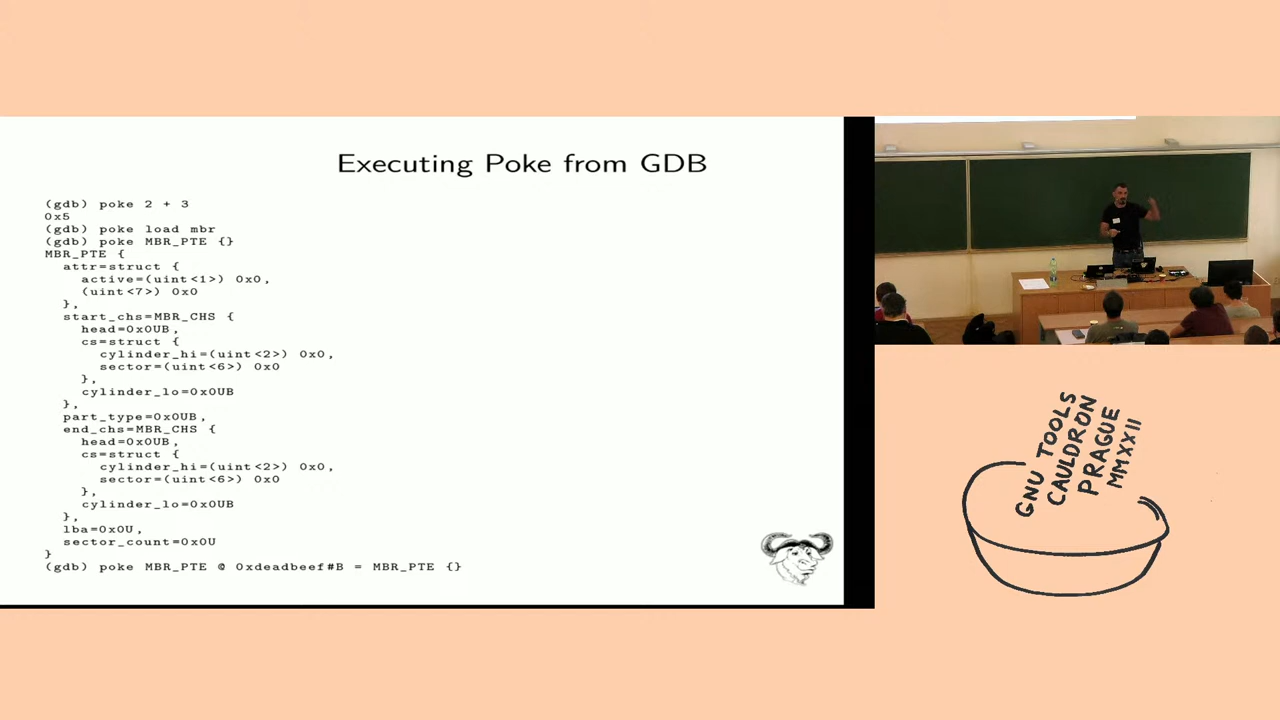 Executing Poke from GDB
(gdb) poke 2 + 3
0x5
(gdb) poke load mbr
(gdb) poke MBR_PTE {}
MBR_PTE {
attr=struct {
active=(uint<1>) 0x0,
(uint<7>) 0x0
},
start_chs=MBR_CHS {
head=0x0UB,
cs=struct {
cylinder_hi=(uint<2>) 0x0,
sector=(uint<6>) 0x0
},
cylinder_lo=0x0UB
},
part_type=0x0UB,
end_chs=MBR_CHS {
head=0x0UB,
cs=struct {
cylinder_hi=(uint<2>) 0x0,
sector=(uint<6>) 0x0
},
cylinder_lo=0x0UB
},
lba=0x0U,
sector_count=0x0U
}
(gdb) poke MBR_PTE @ 0xdeadbeef#B = MBR_PTE {}
GNU TOOLS
CAULDRON
PRAGUE
MMXXII